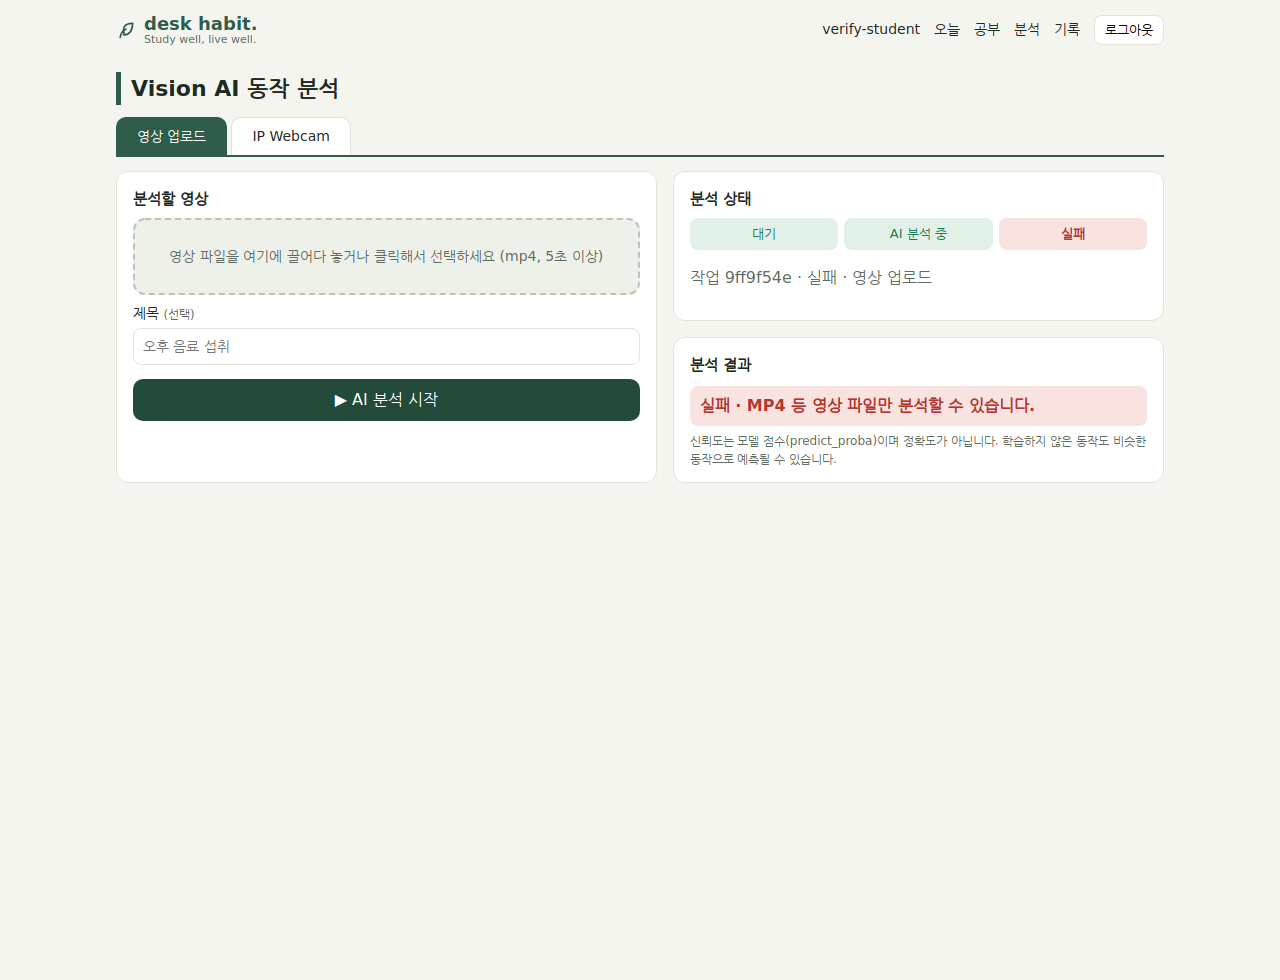 desk habit.
Study well, live well.
verify-student 오늘 공부 분석 기록 로그아웃
Vision AI 동작 분석
영상 업로드 IP Webcam
분석할 영상
영상 파일을 여기에 끌어다 놓거나 클릭해서 선택하세요 (mp4, 5초 이상)
제목 (선택)
오후 음료 섭취
▶ AI 분석 시작
분석 상태
대기 AI 분석 중 실패
작업 9ff9f54e · 실패 · 영상 업로드
분석 결과
실패 · MP4 등 영상 파일만 분석할 수 있습니다.
신뢰도는 모델 점수(predict_proba)이며 정확도가 아닙니다. 학습하지 않은 동작도 비슷한
동작으로 예측될 수 있습니다.